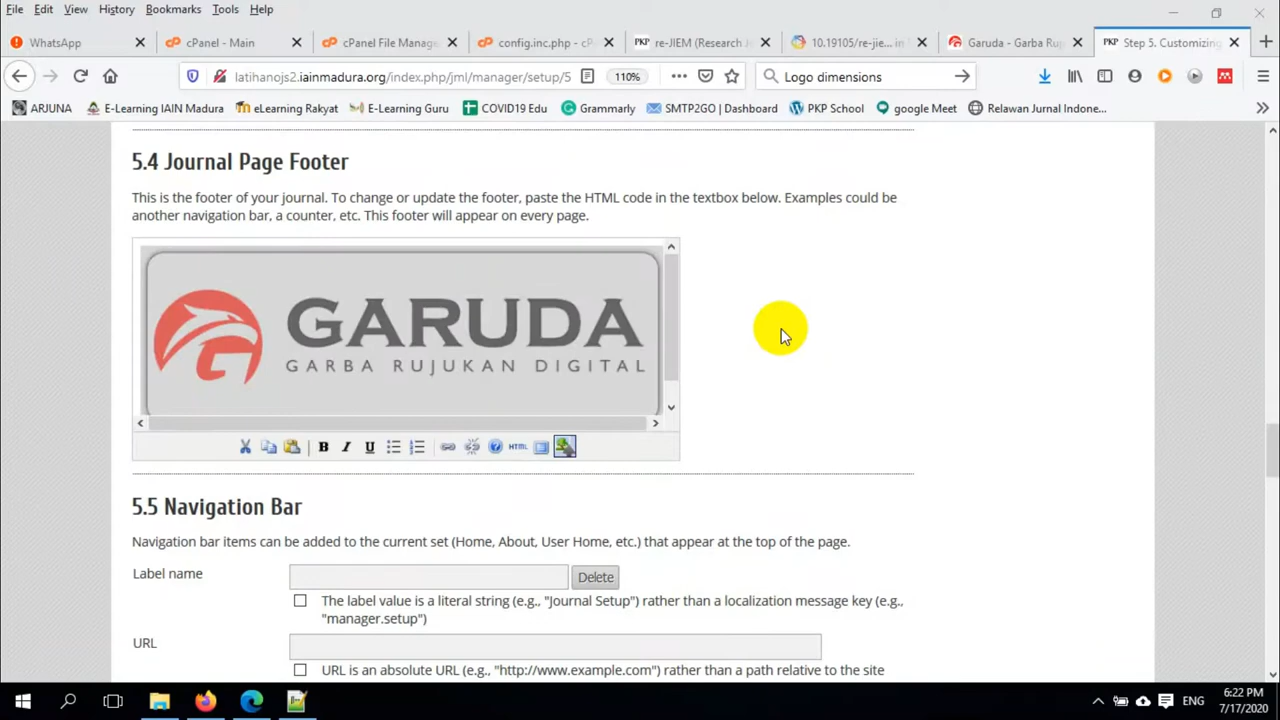 File Edit View History Bookmarks Tools Help
WhatsApp
cPanel - Main
cPanel File Manage
config.inc.php - cP
PKP re-JIEM (Research J
10.19105/re-jie... in
Garuda - Garba Ruj
PKP Step 5. Customizing
latihanojs2.iainmadura.org/index.php/jml/manager/setup/5
110%
Logo dimensions
ARJUNA
E-Learning IAIN Madura
eLearning Rakyat
E-Learning Guru
COVID19 Edu
Grammarly
SMTP2GO | Dashboard
PKP School
google Meet
Relawan Jurnal Indone...
5.4 Journal Page Footer
This is the footer of your journal. To change or update the footer, paste the HTML code in the textbox below. Examples could be
another navigation bar, a counter, etc. This footer will appear on every page.
GARUDA
GARBA RUJUKAN DIGITAL
B I U HTML
5.5 Navigation Bar
Navigation bar items can be added to the current set (Home, About, User Home, etc.) that appear at the top of the page.
Label name
Delete
The label value is a literal string (e.g., "Journal Setup") rather than a localization message key (e.g.,
"manager.setup")
URL
URL is an absolute URL (e.g., "http://www.example.com") rather than a path relative to the site
ENG
6:22 PM
7/17/2020